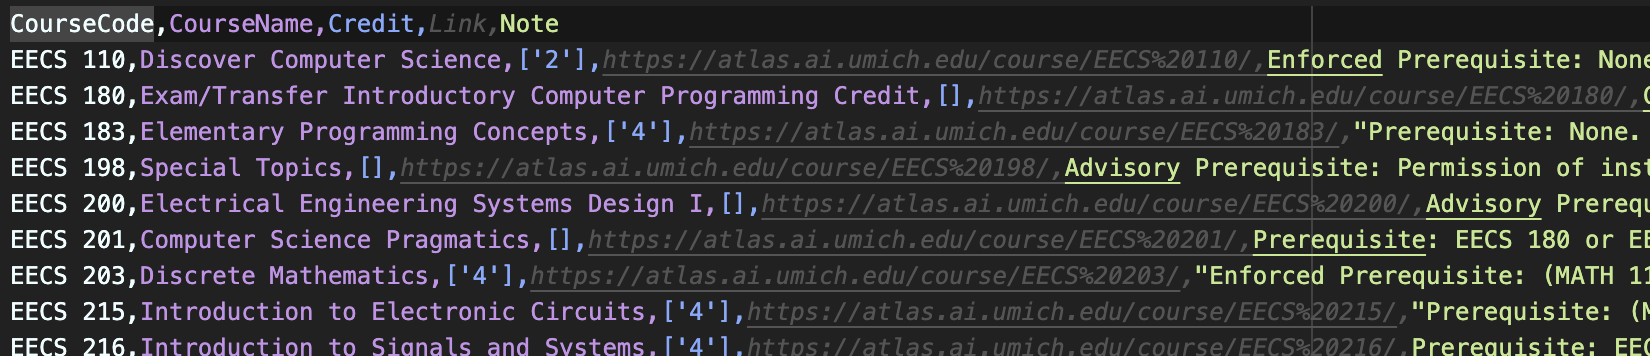 CourseCode,CourseName,Credit,Link,Note
EECS 110,Discover Computer Science,['2'],https://atlas.ai.umich.edu/course/EECS%20110/,Enforced Prerequisite: None
EECS 180,Exam/Transfer Introductory Computer Programming Credit,[],https://atlas.ai.umich.edu/course/EECS%20180/,
EECS 183,Elementary Programming Concepts,['4'],https://atlas.ai.umich.edu/course/EECS%20183/,"Prerequisite: None.
EECS 198,Special Topics,[],https://atlas.ai.umich.edu/course/EECS%20198/,Advisory Prerequisite: Permission of inst
EECS 200,Electrical Engineering Systems Design I,[],https://atlas.ai.umich.edu/course/EECS%20200/,Advisory Prerequ
EECS 201,Computer Science Pragmatics,[],https://atlas.ai.umich.edu/course/EECS%20201/,Prerequisite: EECS 180 or EE
EECS 203,Discrete Mathematics,['4'],https://atlas.ai.umich.edu/course/EECS%20203/,"Enforced Prerequisite: (MATH 11
EECS 215,Introduction to Electronic Circuits,['4'],https://atlas.ai.umich.edu/course/EECS%20215/,"Prerequisite: (M
EECS 216,Introduction to Signals and Systems,['4'],https://atlas.ai.umich.edu/course/EECS%20216/,Prerequisite: EEC